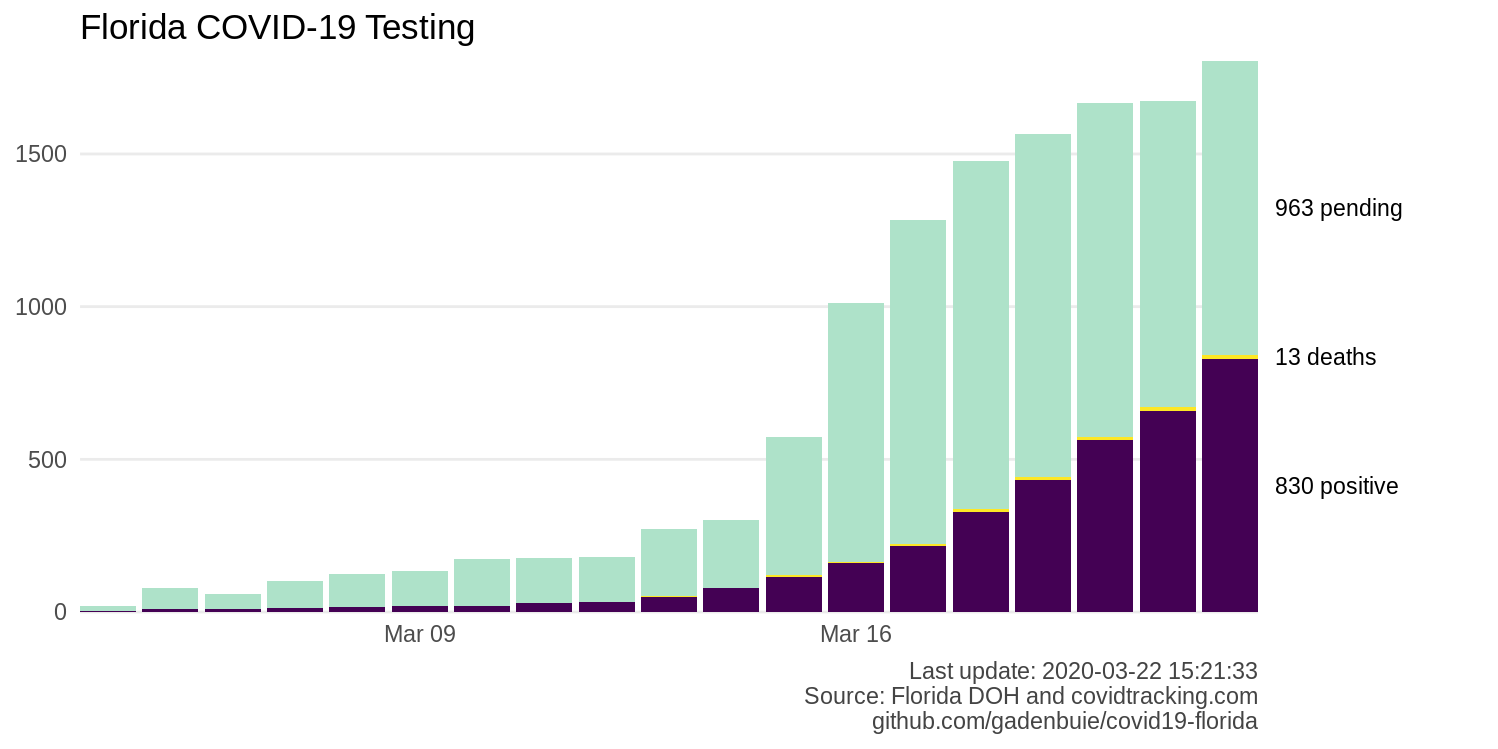 Florida COVID-19 Testing
1500
1000
500
0
963 pending
13 deaths
830 positive
Mar 09
Mar 16
Last update: 2020-03-22 15:21:33
Source: Florida DOH and covidtracking.com
github.com/gadenbuie/covid19-florida